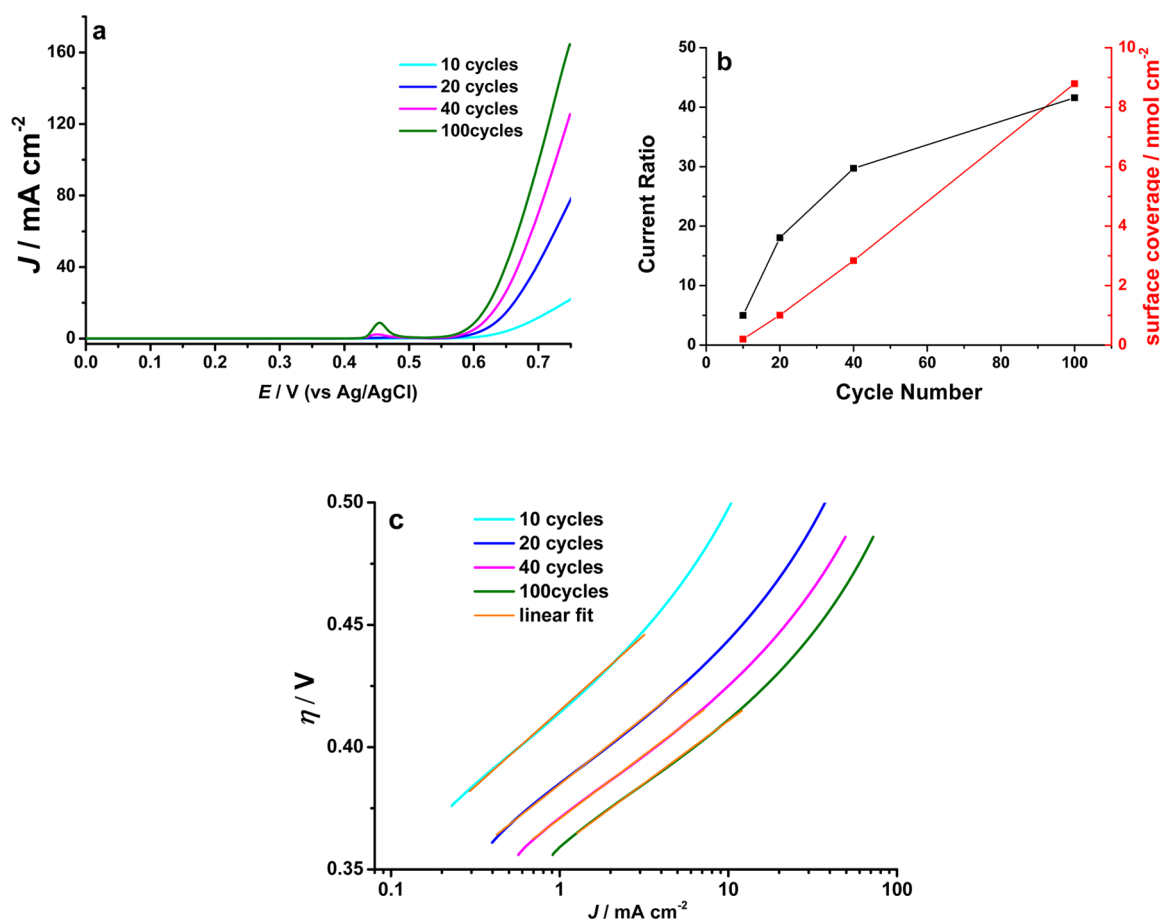 a
J / mA cm-2
160
120
80
40
0
0.0 0.1 0.2 0.3 0.4 0.5 0.6 0.7
E / V (vs Ag/AgCl)
10 cycles
20 cycles
40 cycles
100cycles
b
Current Ratio
50
40
30
20
10
0
0 20 40 60 80 100
Cycle Number
10
8
6
4
2
1
0
surface coverage / nmol cm-2
c
η / V
0.50
0.45
0.40
0.35
0.1 1 10 100
J / mA cm-2
10 cycles
20 cycles
40 cycles
100cycles
linear fit